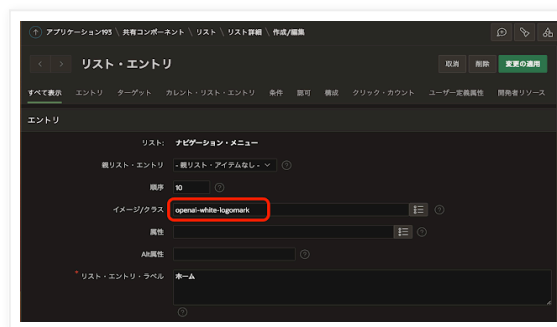 アプリケーション193 \ 共有コンポーネント \ リスト \ リスト詳細 \ 作成/編集
リスト・エントリ
取消 削除 変更の適用
すべて表示 エントリ ターゲット カレント・リスト・エントリ 条件 認可 構成 クリック・カウント ユーザー定義属性 開発者リソース
エントリ
リスト: ナビゲーション・メニュー
親リスト・エントリ - 親リスト・アイテムなし -
順序 10
イメージ/クラス openai-white-logomark
属性
Alt属性
* リスト・エントリ・ラベル ホーム